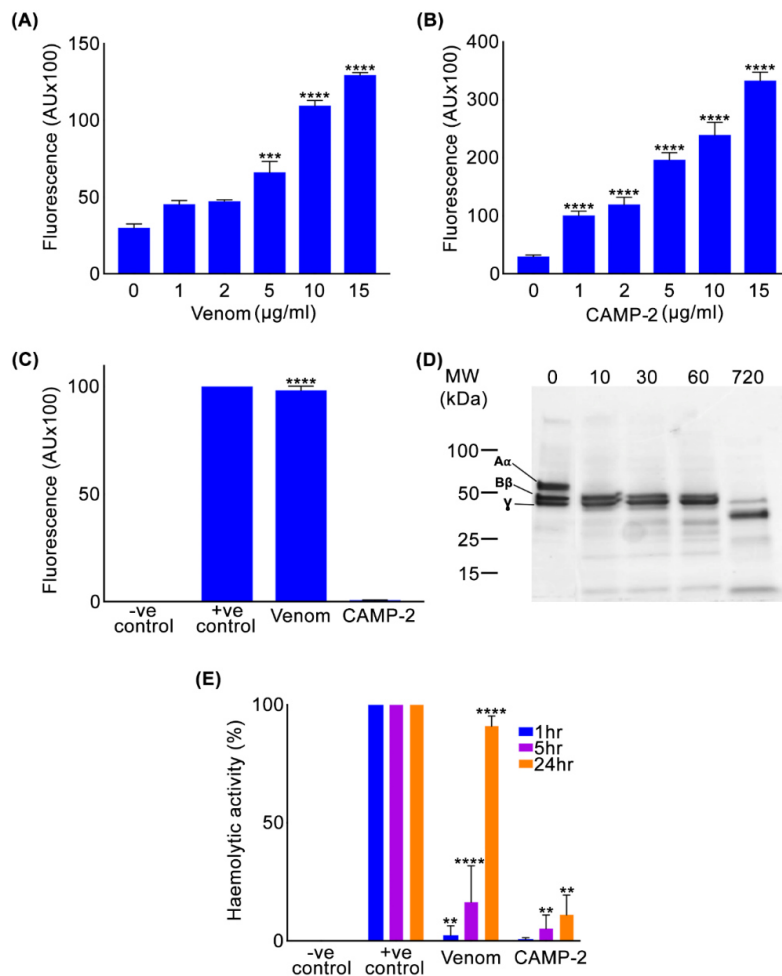 (A)
Fluorescence (AUx100)
150
100
50
0
***
****
****
0 1 2 5 10 15
Venom (µg/ml)
(B)
Fluorescence (AUx100)
400
300
200
100
0
****
****
****
****
****
0 1 2 5 10 15
CAMP-2 (µg/ml)
(C)
Fluorescence (AUx100)
100
50
0
****
-ve control
+ve control
Venom
CAMP-2
(D)
MW (kDa)
0 10 30 60 720
100
50
25
15
Aα
Bβ
γ
(E)
Haemolytic activity (%)
100
50
0
1hr
5hr
24hr
**
****
****
**
**
-ve control
+ve control
Venom
CAMP-2